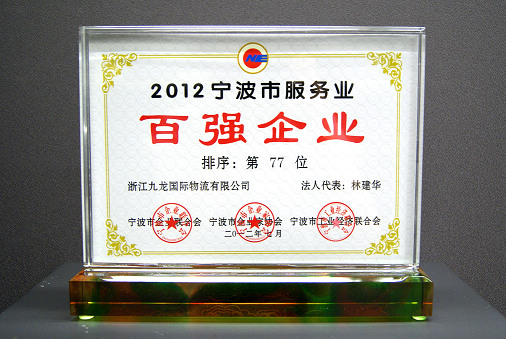 NE
2012宁波市服务业
百强企业
排序：第 77 位
浙江九龙国际物流有限公司 法人代表：林建华
宁波市企业联合会 宁波市企业家协会 宁波市工业经济联合会
二〇一二年七月